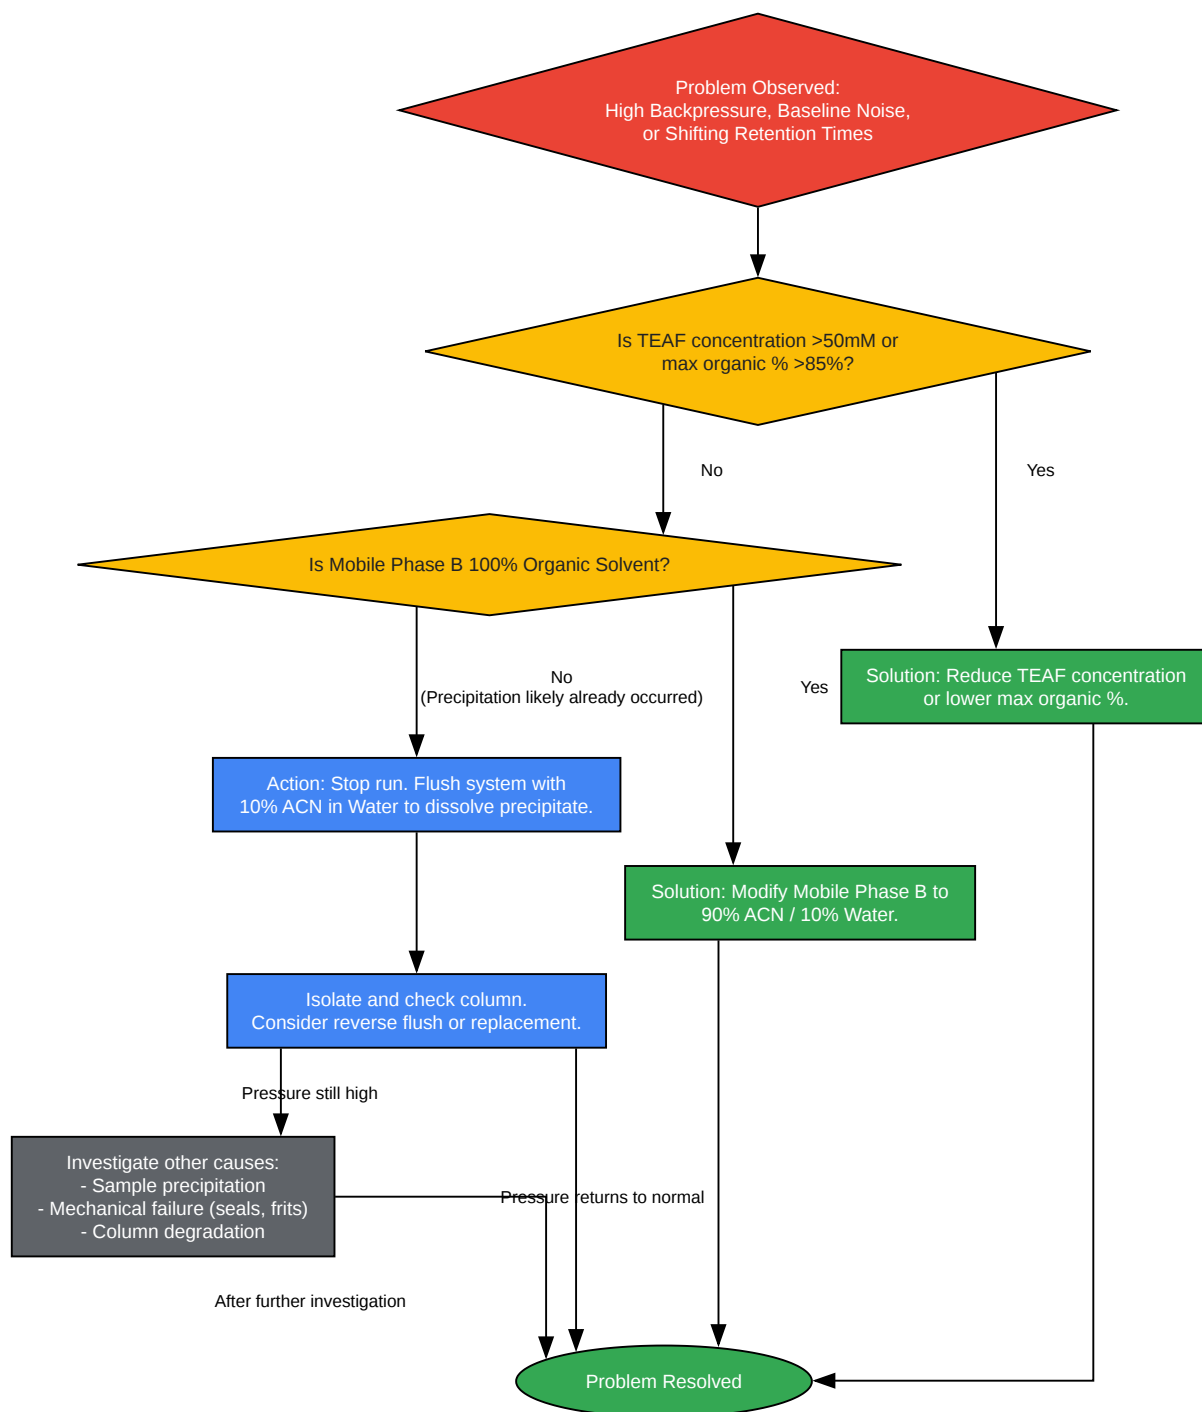 Problem Observed:
High Backpressure, Baseline Noise,
or Shifting Retention Times
Is TEAF concentration >50mM or
max organic % >85%?
No
Yes
Is Mobile Phase B 100% Organic Solvent?
No
(Precipitation likely already occurred)
Yes
Solution: Reduce TEAF concentration
or lower max organic %.
Action: Stop run. Flush system with
10% ACN in Water to dissolve precipitate.
Solution: Modify Mobile Phase B to
90% ACN / 10% Water.
Isolate and check column.
Consider reverse flush or replacement.
Pressure still high
Investigate other causes:
- Sample precipitation
- Mechanical failure (seals, frits)
- Column degradation
Pressure returns to normal
After further investigation
Problem Resolved